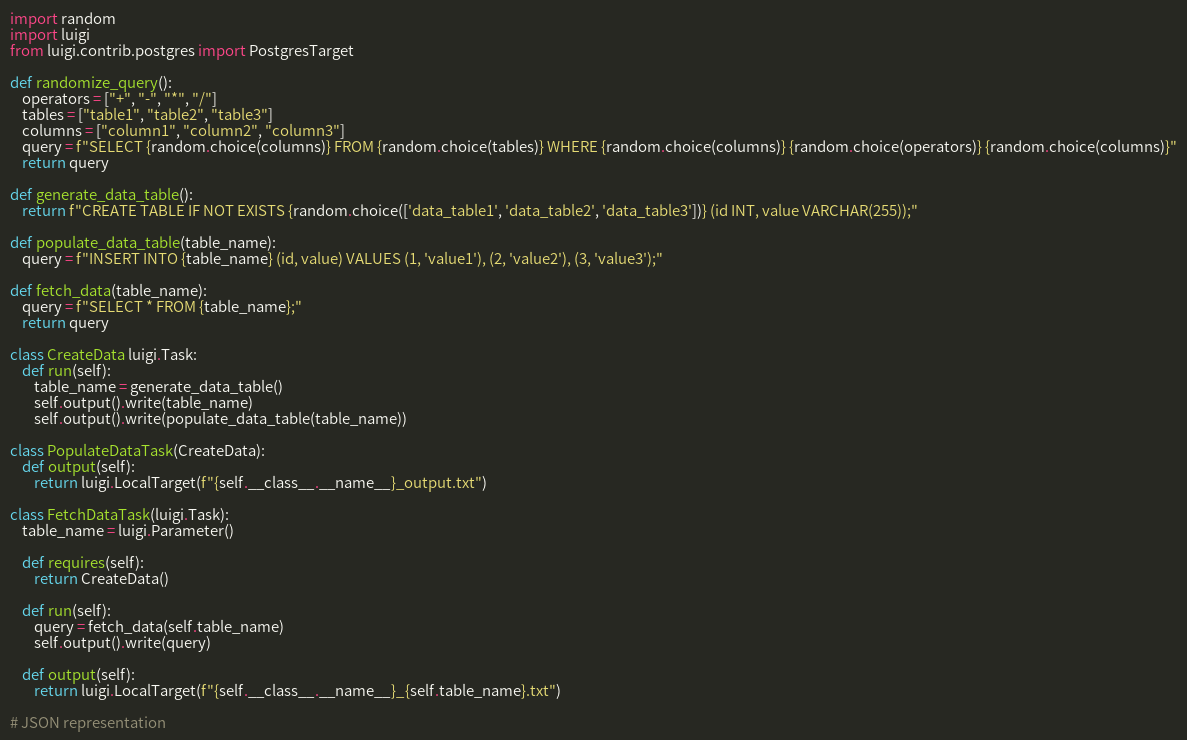 import random
import luigi
from luigi.contrib.postgres import PostgresTarget

def randomize_query():
    operators = ["+", "-", "*", "/"]
    tables = ["table1", "table2", "table3"]
    columns = ["column1", "column2", "column3"]
    query = f"SELECT {random.choice(columns)} FROM {random.choice(tables)} WHERE {random.choice(columns)} {random.choice(operators)} {random.choice(columns)}"
    return query

def generate_data_table():
    return f"CREATE TABLE IF NOT EXISTS {random.choice(['data_table1', 'data_table2', 'data_table3'])} (id INT, value VARCHAR(255));"

def populate_data_table(table_name):
    query = f"INSERT INTO {table_name} (id, value) VALUES (1, 'value1'), (2, 'value2'), (3, 'value3');"

def fetch_data(table_name):
    query = f"SELECT * FROM {table_name};"
    return query

class CreateData luigi.Task:
    def run(self):
        table_name = generate_data_table()
        self.output().write(table_name)
        self.output().write(populate_data_table(table_name))

class PopulateDataTask(CreateData):
    def output(self):
        return luigi.LocalTarget(f"{self.__class__.__name__}_output.txt")

class FetchDataTask(luigi.Task):
    table_name = luigi.Parameter()

    def requires(self):
        return CreateData()

    def run(self):
        query = fetch_data(self.table_name)
        self.output().write(query)

    def output(self):
        return luigi.LocalTarget(f"{self.__class__.__name__}_{self.table_name}.txt")

# JSON representation